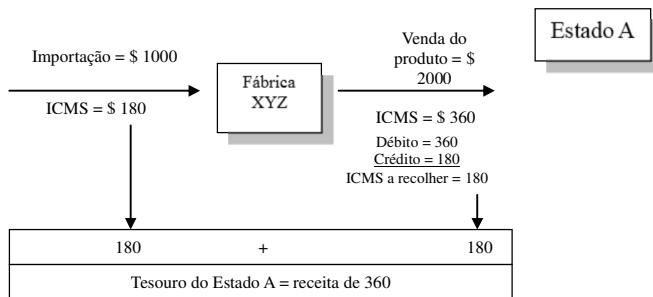 Importação = $ 1000
ICMS = $ 180
Fábrica
XYZ
Venda do
produto = $
2000
ICMS = $ 360
Débito = 360
Crédito = 180
ICMS a recolher = 180
Estado A
180 + 180
Tesouro do Estado A = receita de 360